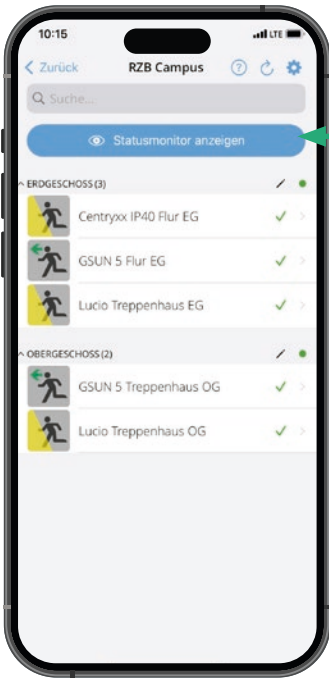 10:15 LTE
Zurück RZB Campus ?
Suche...
Statusmonitor anzeigen
ERDGESCHOSS (3)
Centryxx IP40 Flur EG
GSUN 5 Flur EG
Lucio Treppenhaus EG
OBERGESCHOSS (2)
GSUN 5 Treppenhaus OG
Lucio Treppenhaus OG